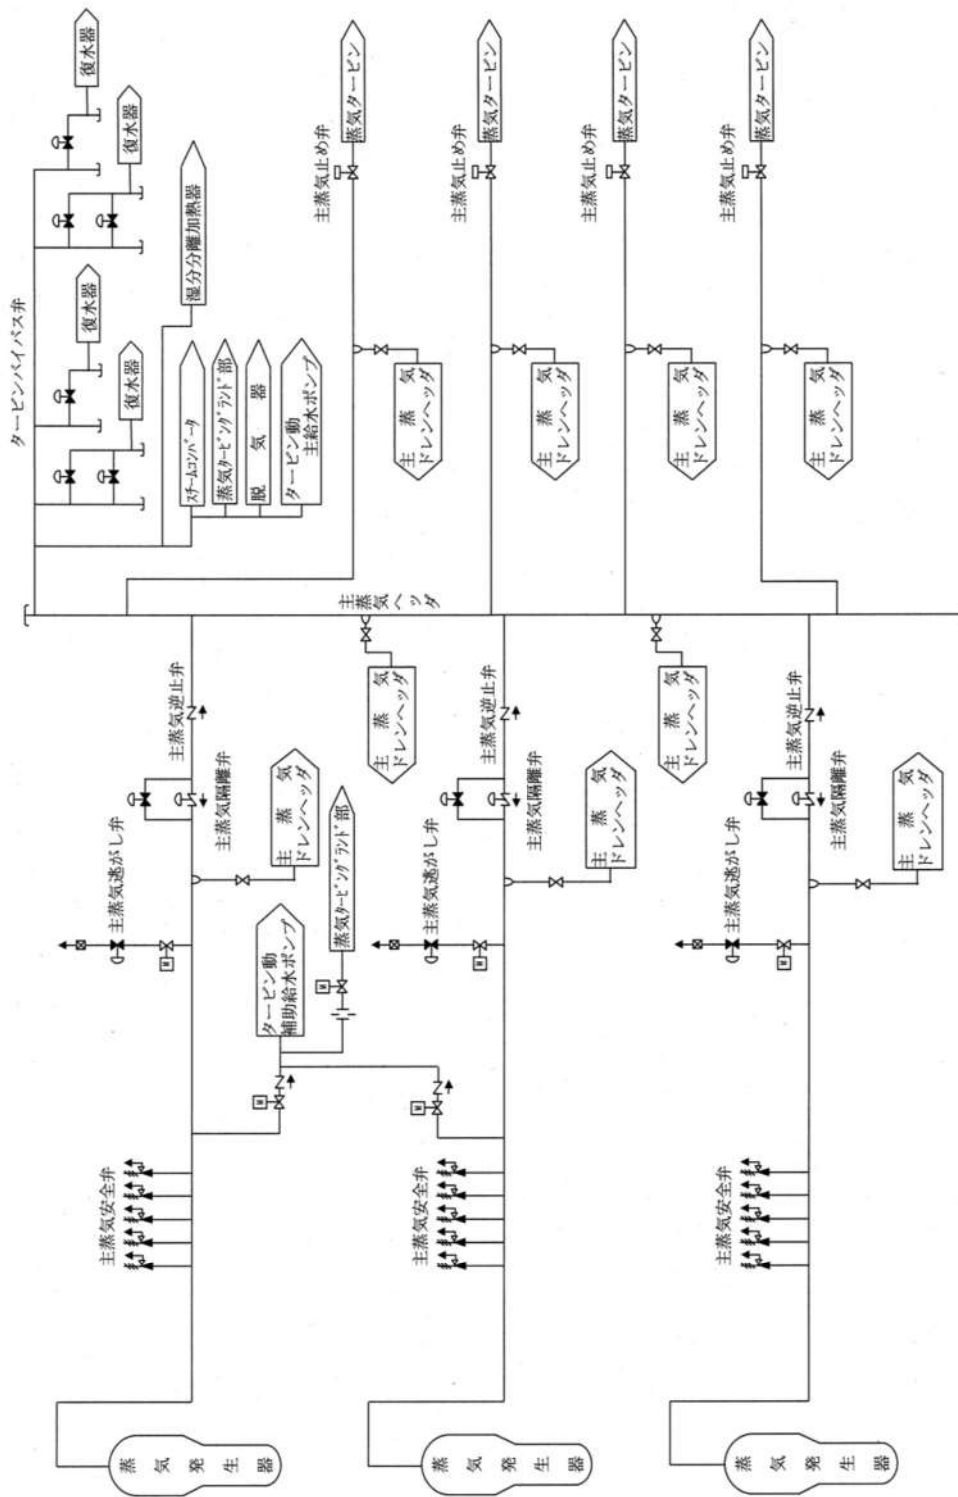 タービンバイパス弁
復水器
復水器
復水器
復水器
湿分分離加熱器
スチームコンバータ
蒸気タービングランド部
脱気器
タービン動
主給水ポンプ
主蒸気止め弁
蒸気タービン
主蒸気止め弁
蒸気タービン
主蒸気止め弁
蒸気タービン
主蒸気止め弁
蒸気タービン
主蒸気
ドレンヘッダ
主蒸気
ドレンヘッダ
主蒸気
ドレンヘッダ
主蒸気
ドレンヘッダ
主蒸気ヘッダ
主蒸気
ドレンヘッダ
主蒸気
ドレンヘッダ
主蒸気逆止弁
主蒸気隔離弁
主蒸気逃がし弁
M
主蒸気
ドレンヘッダ
タービン動
補助給水ポンプ
蒸気タービングランド部
M
M
M
主蒸気安全弁
蒸気発生器
主蒸気逆止弁
主蒸気隔離弁
主蒸気逃がし弁
M
主蒸気
ドレンヘッダ
主蒸気安全弁
蒸気発生器
主蒸気逆止弁
主蒸気隔離弁
主蒸気逃がし弁
M
主蒸気
ドレンヘッダ
主蒸気安全弁
蒸気発生器